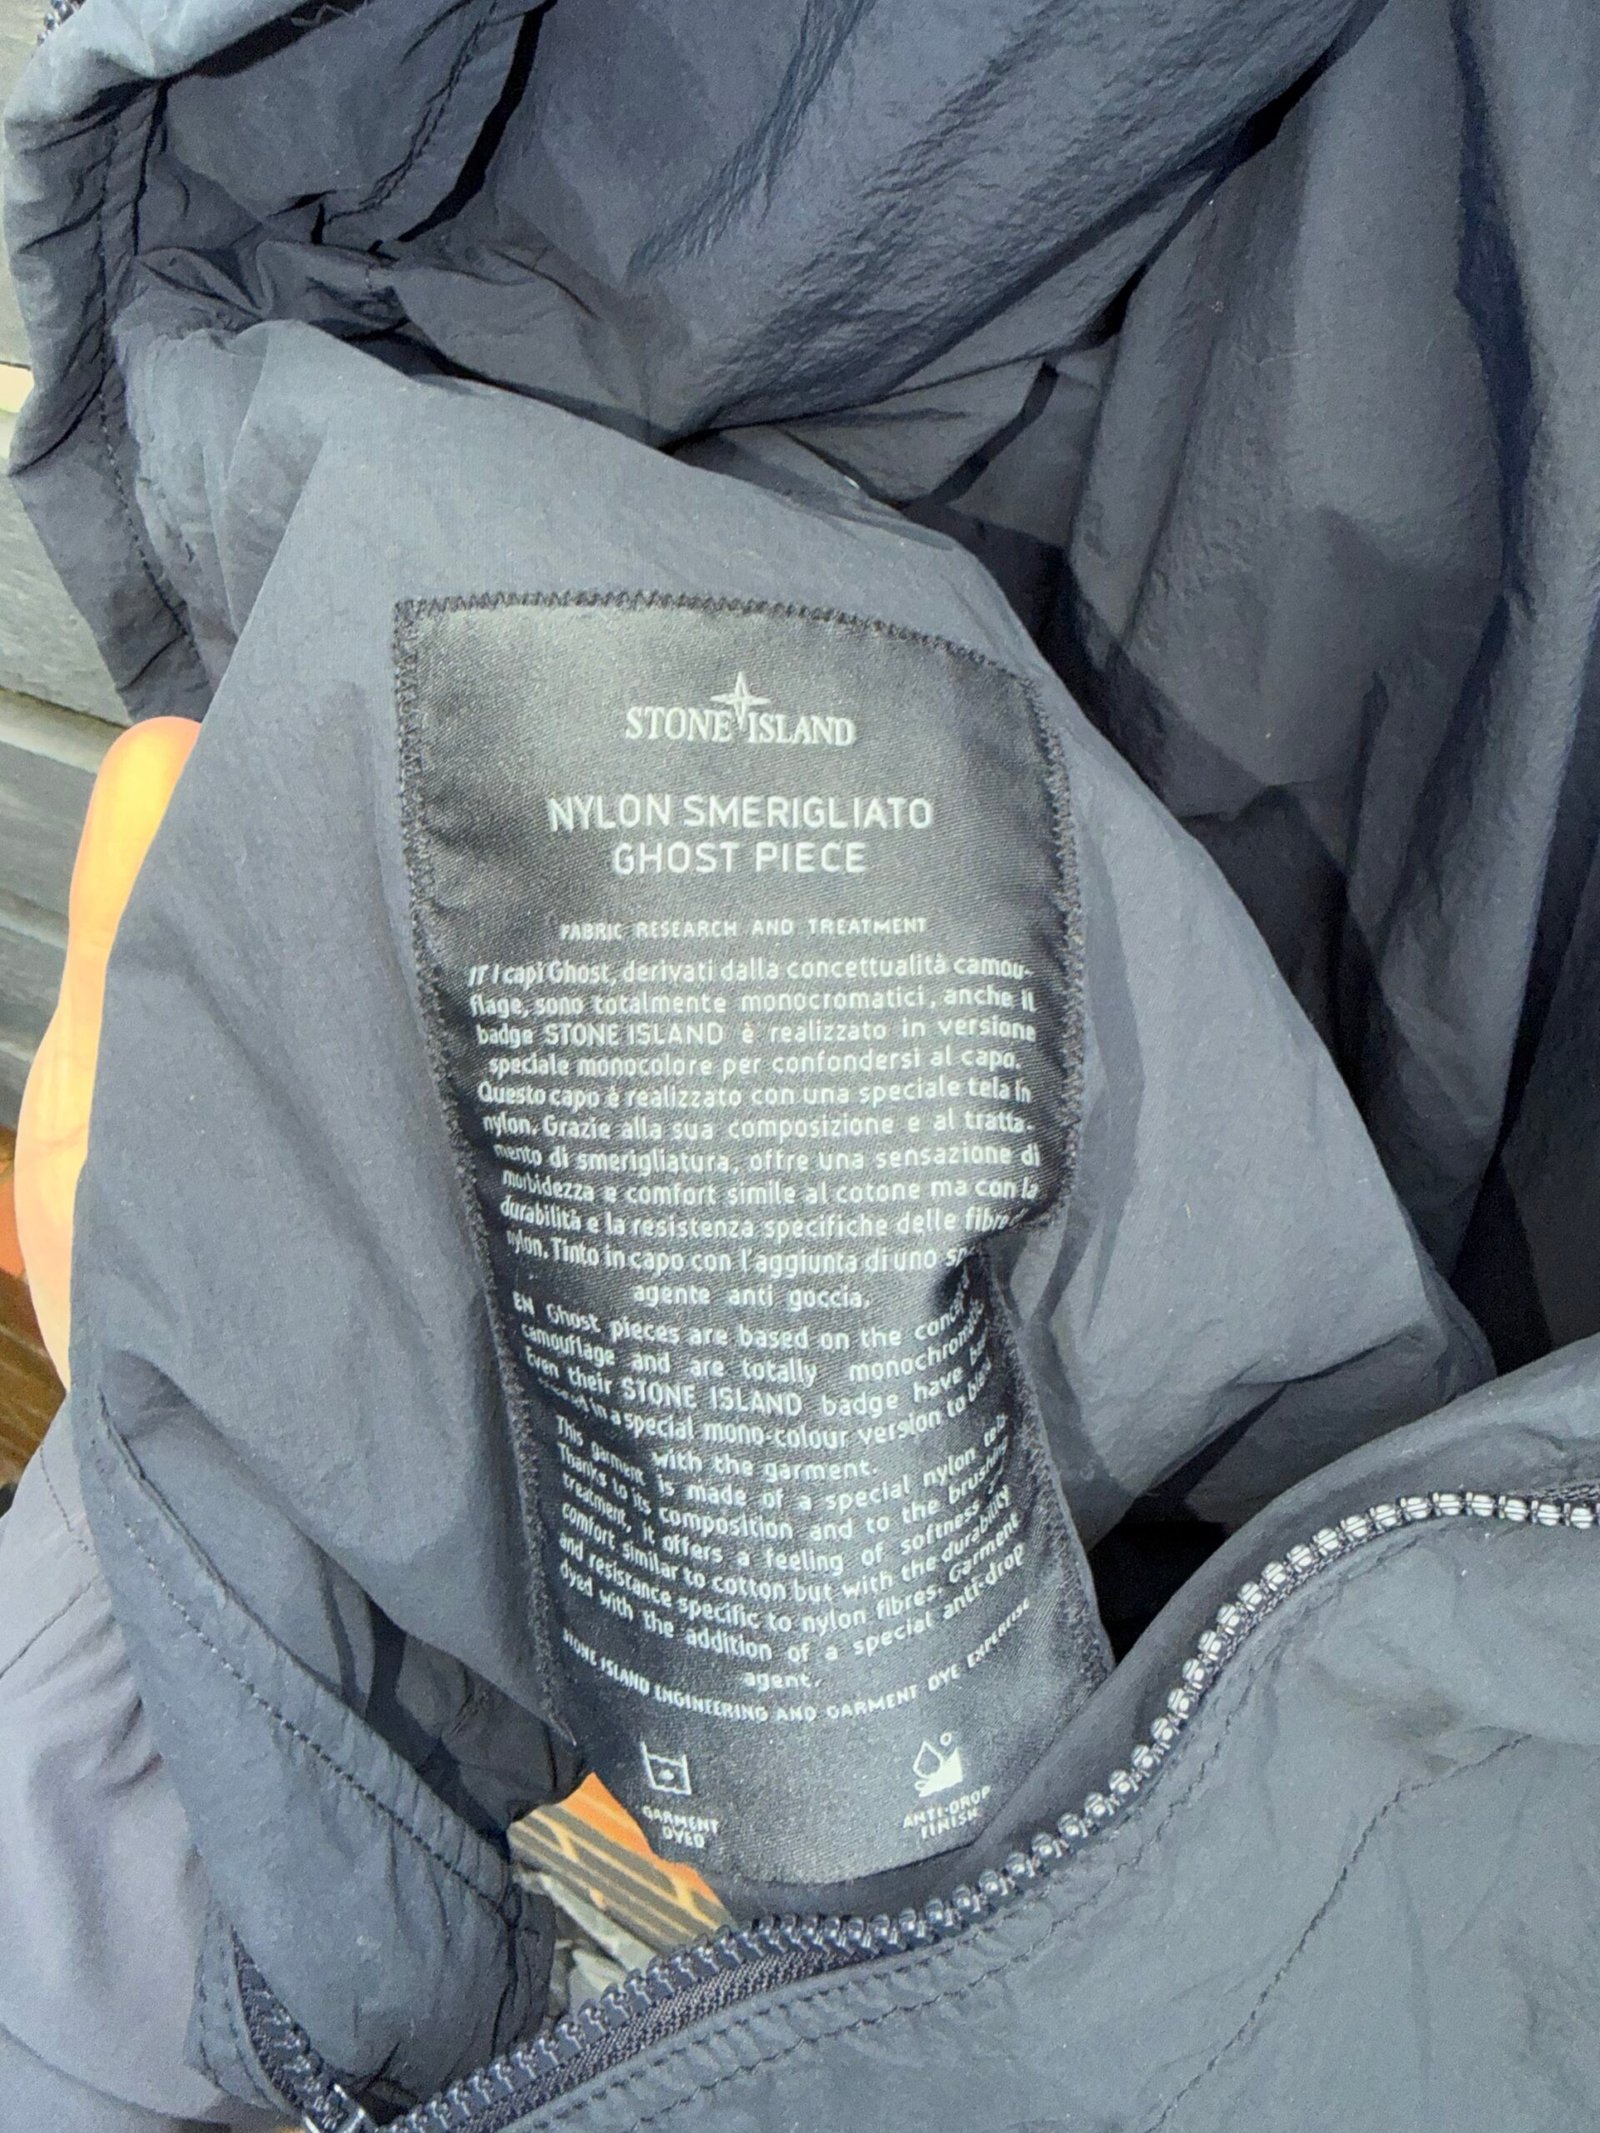 STONE ISLAND
NYLON SMERIGLIATO
GHOST PIECE
FABRIC RESEARCH AND TREATMENT
IT I capi Ghost, derivati dalla concettualità camou-
flage, sono totalmente monocromatici, anche il
badge STONE ISLAND è realizzato in versione
speciale monocolore per confondersi al capo.
Questo capo è realizzato con una speciale tela in
nylon. Grazie alla sua composizione e al tratta-
mento di smerigliatura, offre una sensazione di
morbidezza e comfort simile al cotone ma con la
durabilità e la resistenza specifiche delle fibre
nylon. Tinto in capo con l'aggiunta di uno
agente anti goccia.
EN Ghost pieces are based on the
camouflage and are totally monochromatic.
Even their STONE ISLAND badge have
in a special mono-colour version to
with the garment.
This garment is made of a special nylon tela.
Thanks to its composition and to the brushing
treatment, it offers a feeling of softness
comfort similar to cotton but with the durability
and resistance specific to nylon fibres. Garment
dyed with the addition of a special anti-drop
agent.
STONE ISLAND ENGINEERING AND GARMENT DYE EXPERTISE
GARMENT
DYED
ANTI-DROP
FINISH